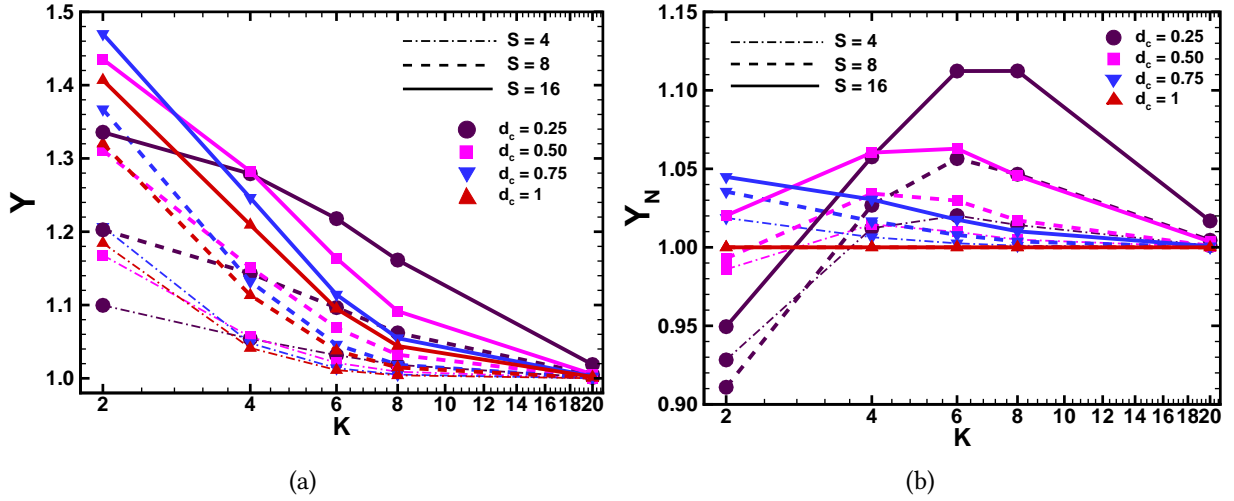 1.5
1.4
1.3
1.2
1.1
1.0
Y
S = 4
S = 8
S = 16
d_c = 0.25
d_c = 0.50
d_c = 0.75
d_c = 1
2 4 6 8 10 12 14 16 18 20
K
(a)
1.15
1.10
1.05
1.00
0.95
0.90
Y_N
S = 4
S = 8
S = 16
d_c = 0.25
d_c = 0.50
d_c = 0.75
d_c = 1
2 4 6 8 10 12 14 16 18 20
K
(b)